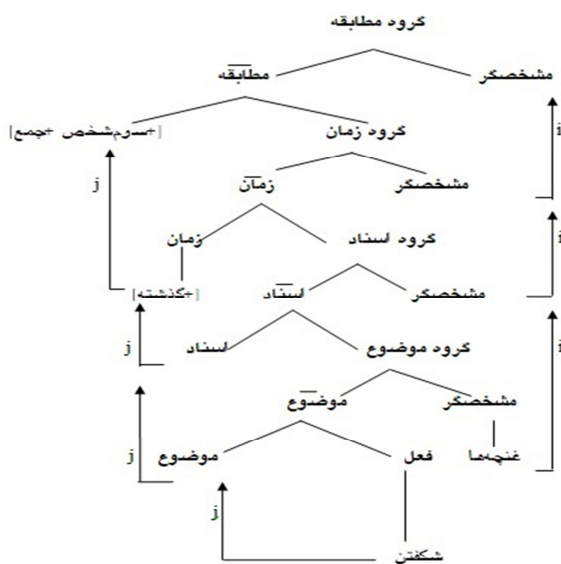 گروه مطابقه
مشخصگر مطابقه
گروه زمان [+سوم‌شخص +جمع]
i
مشخصگر زمان j
گروه اسناد زمان i
مشخصگر اسناد [+گذشته]
گروه موضوع اسناد j i
مشخصگر موضوع
غنچه‌ها فعل موضوع j
j
شکفتن